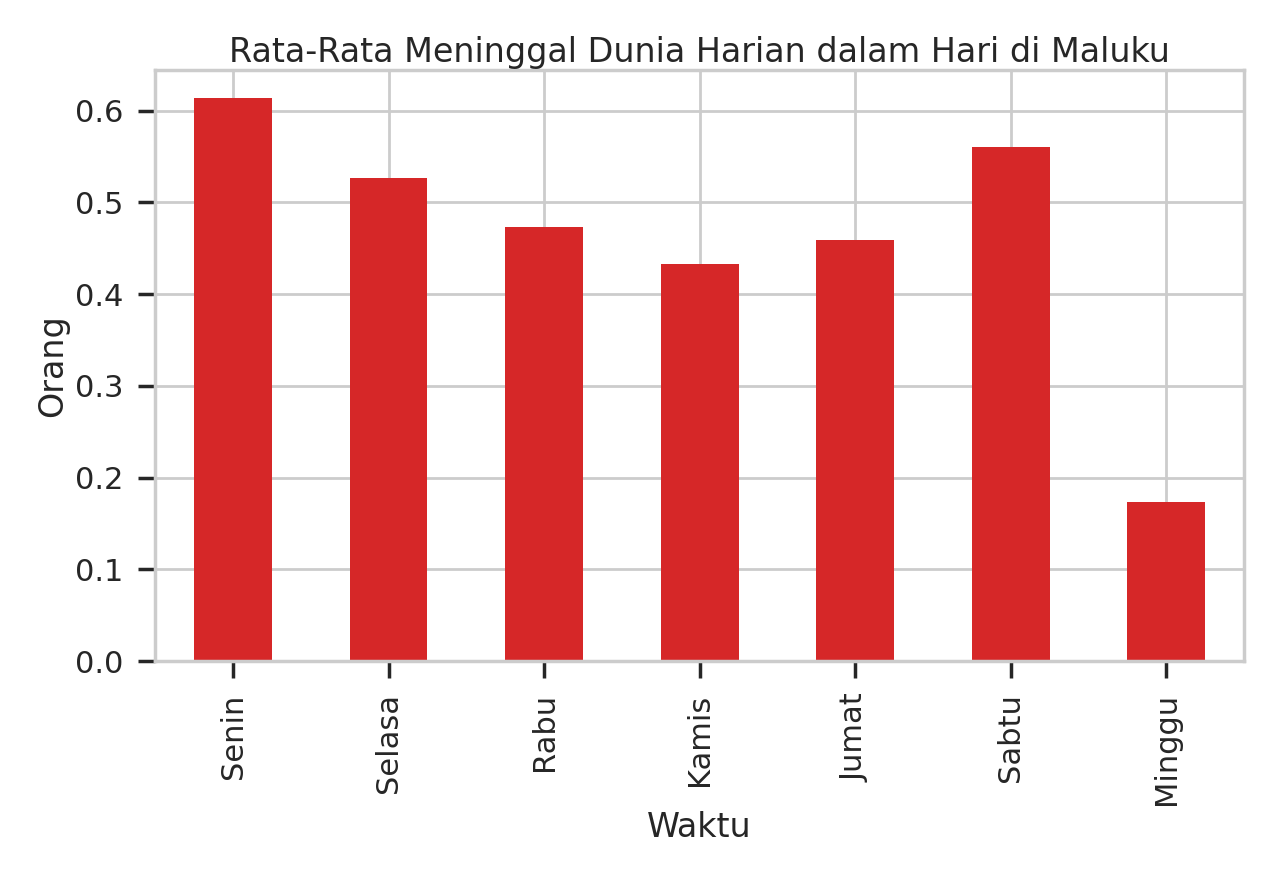 Rata-Rata Meninggal Dunia Harian dalam Hari di Maluku
Orang
0.6
0.5
0.4
0.3
0.2
0.1
0.0
Senin
Selasa
Rabu
Kamis
Jumat
Sabtu
Minggu
Waktu